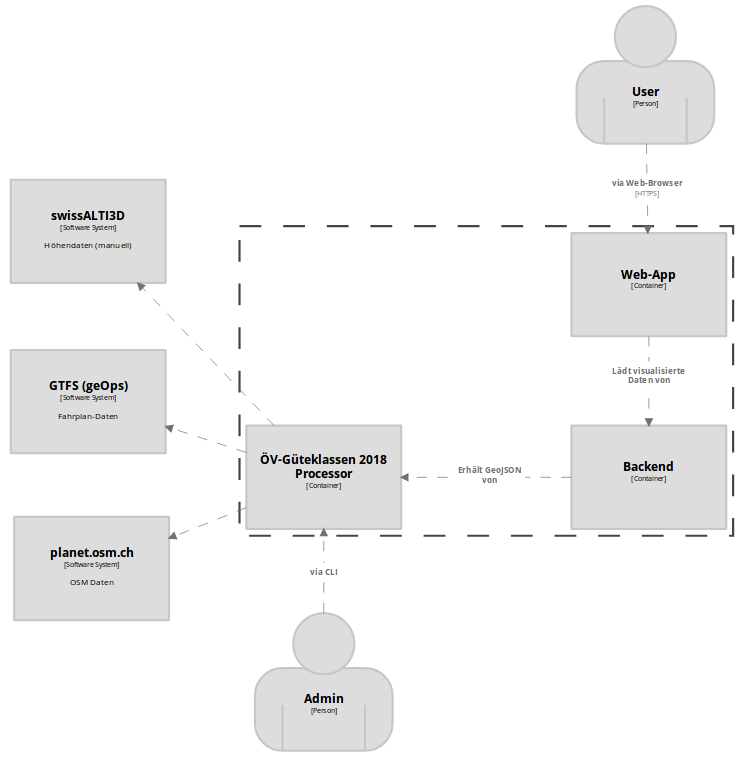 User
[Person]
via Web-Browser
[HTTPS]
swissALTI3D
[Software System]
Höhendaten (manuell)
Web-App
[Container]
Lädt visualisierte
Daten von
GTFS (geOps)
[Software System]
Fahrplan-Daten
ÖV-Güteklassen 2018
Processor
[Container]
Erhält GeoJSON
von
Backend
[Container]
planet.osm.ch
[Software System]
OSM Daten
via CLI
Admin
[Person]